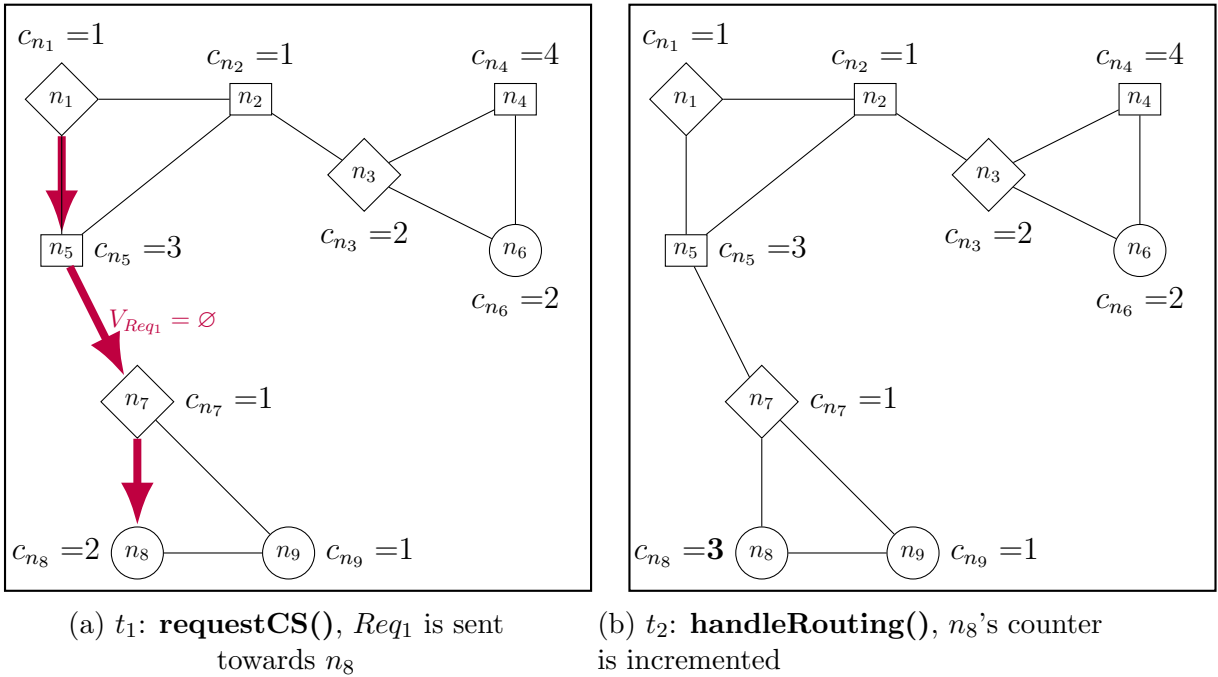 c_{n_1} =1
c_{n_2} =1
c_{n_4} =4
n_1
n_2
n_4
n_3
n_5
c_{n_5} =3
c_{n_3} =2
n_6
c_{n_6} =2
V_{Req_1} = ∅
n_7
c_{n_7} =1
c_{n_8} =2
n_8
n_9
c_{n_9} =1
(a) t_1: requestCS(), Req_1 is sent
towards n_8
c_{n_1} =1
c_{n_2} =1
c_{n_4} =4
n_1
n_2
n_4
n_3
n_5
c_{n_5} =3
c_{n_3} =2
n_6
c_{n_6} =2
n_7
c_{n_7} =1
c_{n_8} =3
n_8
n_9
c_{n_9} =1
(b) t_2: handleRouting(), n_8's counter
is incremented